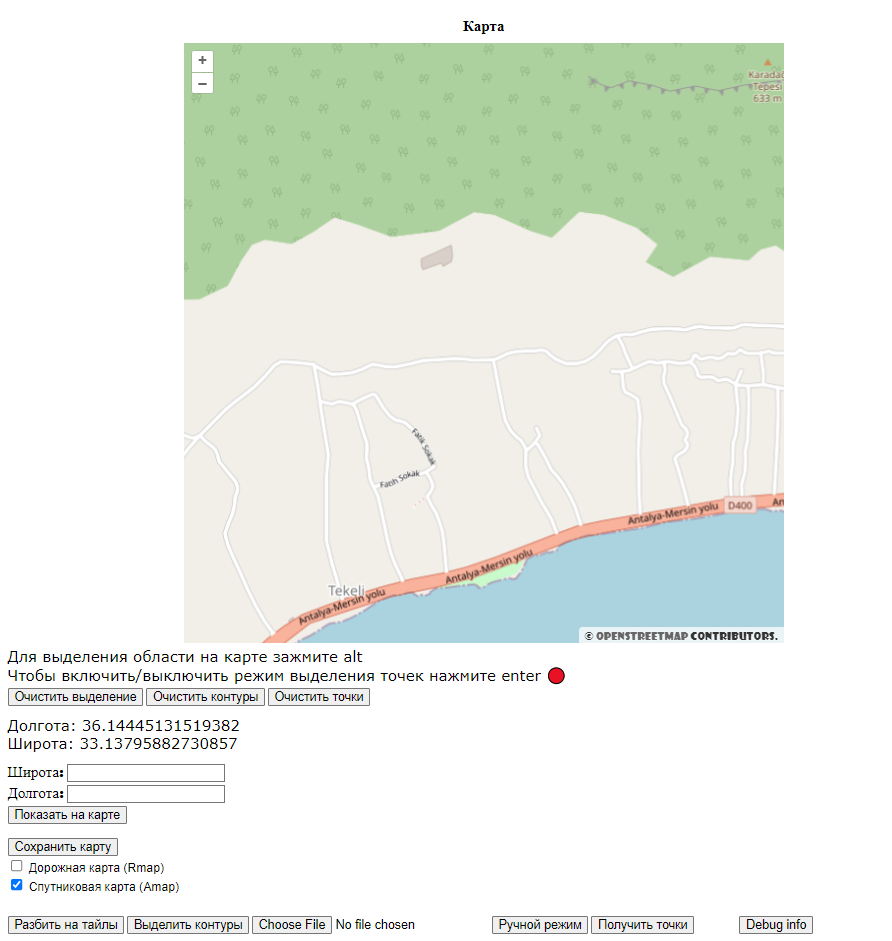 Карта
+
−
Karadağ
Tepesi
633 m
Fatik Sokak
Fatih Sokak
D400
An
Antalya-Mersin yolu
Antalya-Mersin yolu
Tekeli
Antalya-Mersin yolu
© OPENSTREETMAP CONTRIBUTORS.
Для выделения области на карте зажмите alt
Чтобы включить/выключить режим выделения точек нажмите enter
Очистить выделение Очистить контуры Очистить точки
Долгота: 36.14445131519382
Широта: 33.13795882730857
Широта:
Долгота:
Показать на карте
Сохранить карту
Дорожная карта (Rmap)
Спутниковая карта (Amap)
Разбить на тайлы Выделить контуры Choose File No file chosen Ручной режим Получить точки Debug info